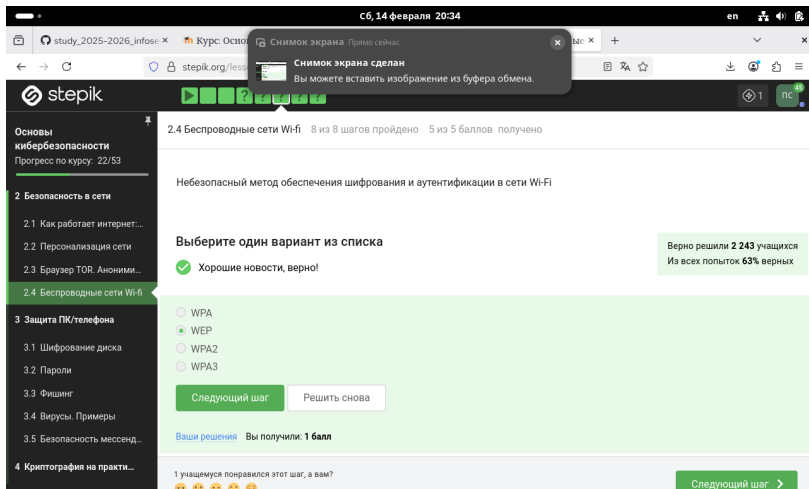 Сб, 14 февраля 20:34
en
study_2025-2026_infose
Курс: Осно
ые
Снимок экрана Прямо сейчас
Снимок экрана сделан
Вы можете вставить изображение из буфера обмена.
stepik.org/less
stepik
1
ПС
45
Основы
кибербезопасности
Прогресс по курсу: 22/53
2 Безопасность в сети
2.1 Как работает интернет:...
2.2 Персонализация сети
2.3 Браузер TOR. Аноними...
2.4 Беспроводные сети Wi-fi
3 Защита ПК/телефона
3.1 Шифрование диска
3.2 Пароли
3.3 Фишинг
3.4 Вирусы. Примеры
3.5 Безопасность мессенд...
4 Криптография на практи...
2.4 Беспроводные сети Wi-fi 8 из 8 шагов пройдено 5 из 5 баллов получено
Небезопасный метод обеспечения шифрования и аутентификации в сети Wi-Fi
Выберите один вариант из списка
Хорошие новости, верно!
Верно решили 2 243 учащихся
Из всех попыток 63% верных
WPA
WEP
WPA2
WPA3
Следующий шаг
Решить снова
Ваши решения Вы получили: 1 балл
1 учащемуся понравился этот шаг, а вам?
Следующий шаг